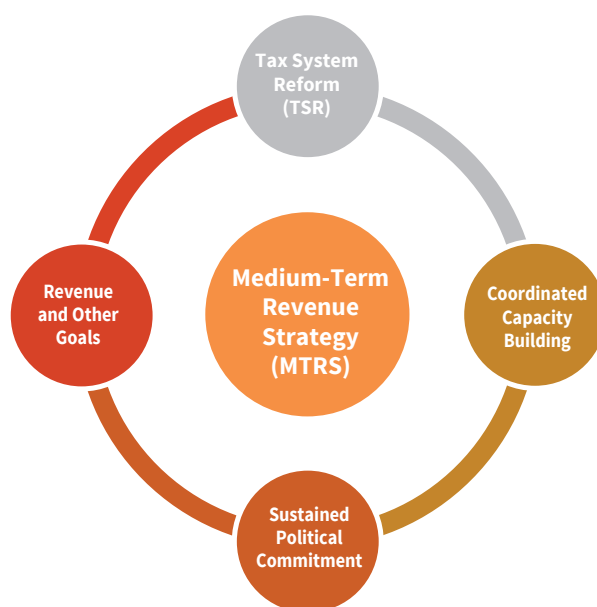 Tax System
Reform
(TSR)
Revenue
and Other
Goals
Medium-Term
Revenue
Strategy
(MTRS)
Coordinated
Capacity
Building
Sustained
Political
Commitment